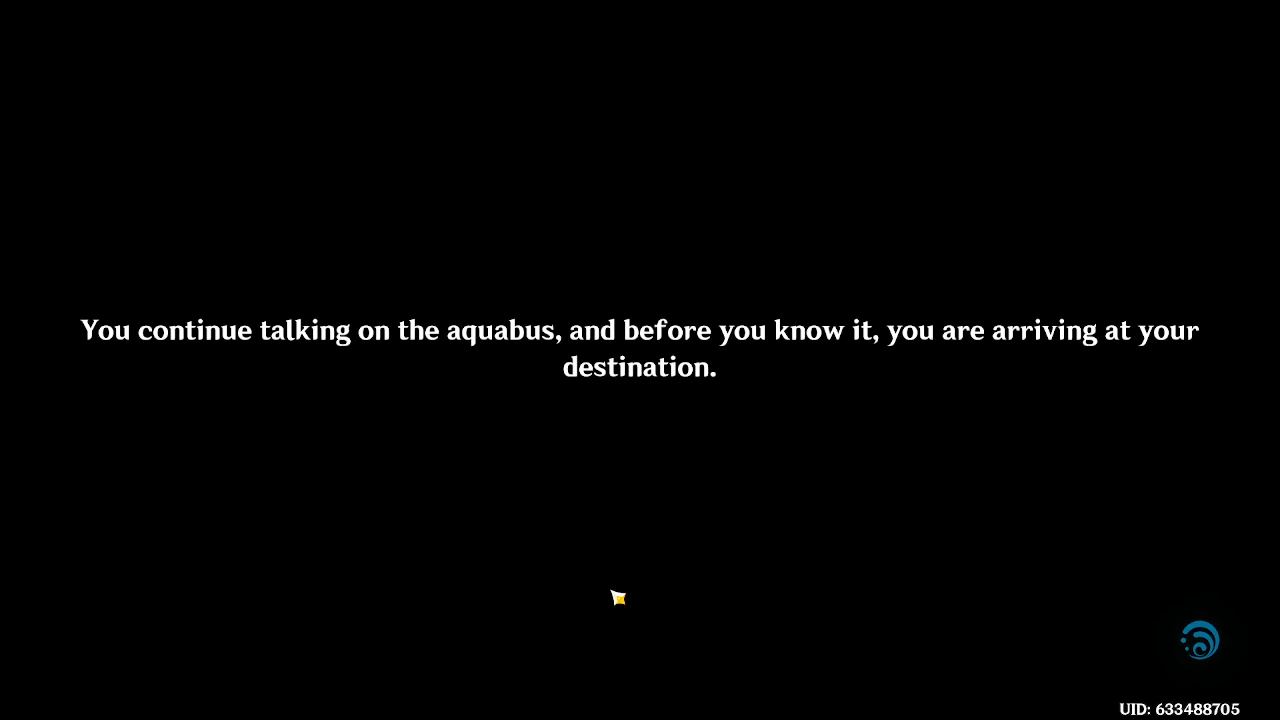 You continue talking on the aquabus, and before you know it, you are arriving at your
destination.
UID: 633488705